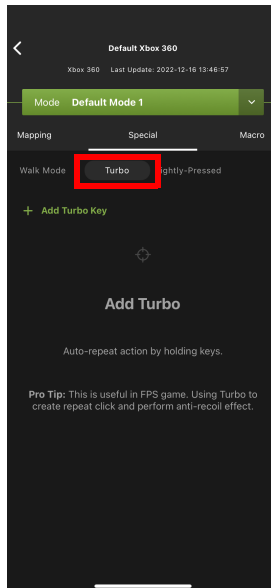 Default Xbox 360
Xbox 360 Last Update: 2022-12-16 13:46:57
Mode Default Mode 1
Mapping Special Macro
Walk Mode Turbo ightly-Pressed
+ Add Turbo Key
Add Turbo
Auto-repeat action by holding keys.
Pro Tip: This is useful in FPS game. Using Turbo to
create repeat click and perform anti-recoil effect.